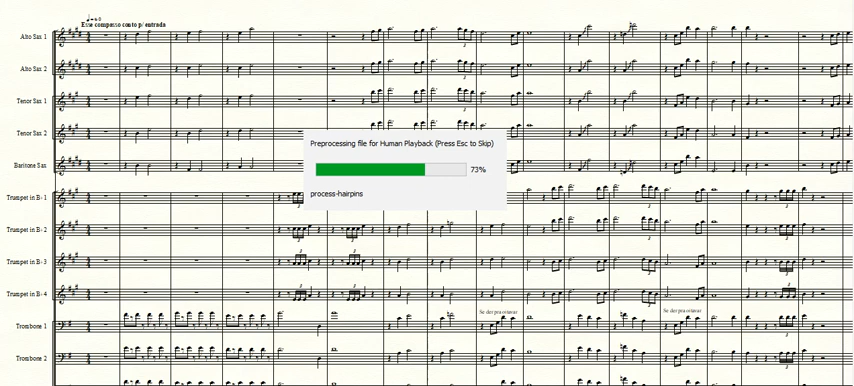 Esse compasso conto p/ entrada
Alto Sax 1
Alto Sax 2
Tenor Sax 1
Tenor Sax 2
Baritone Sax
Trumpet in B♭ 1
Trumpet in B♭ 2
Trumpet in B♭ 3
Trumpet in B♭ 4
Trombone 1
Trombone 2
Preprocessing file for Human Playback (Press Esc to Skip)
73%
process-hairpins
Se der pra oitavar
Se der pra oitavar